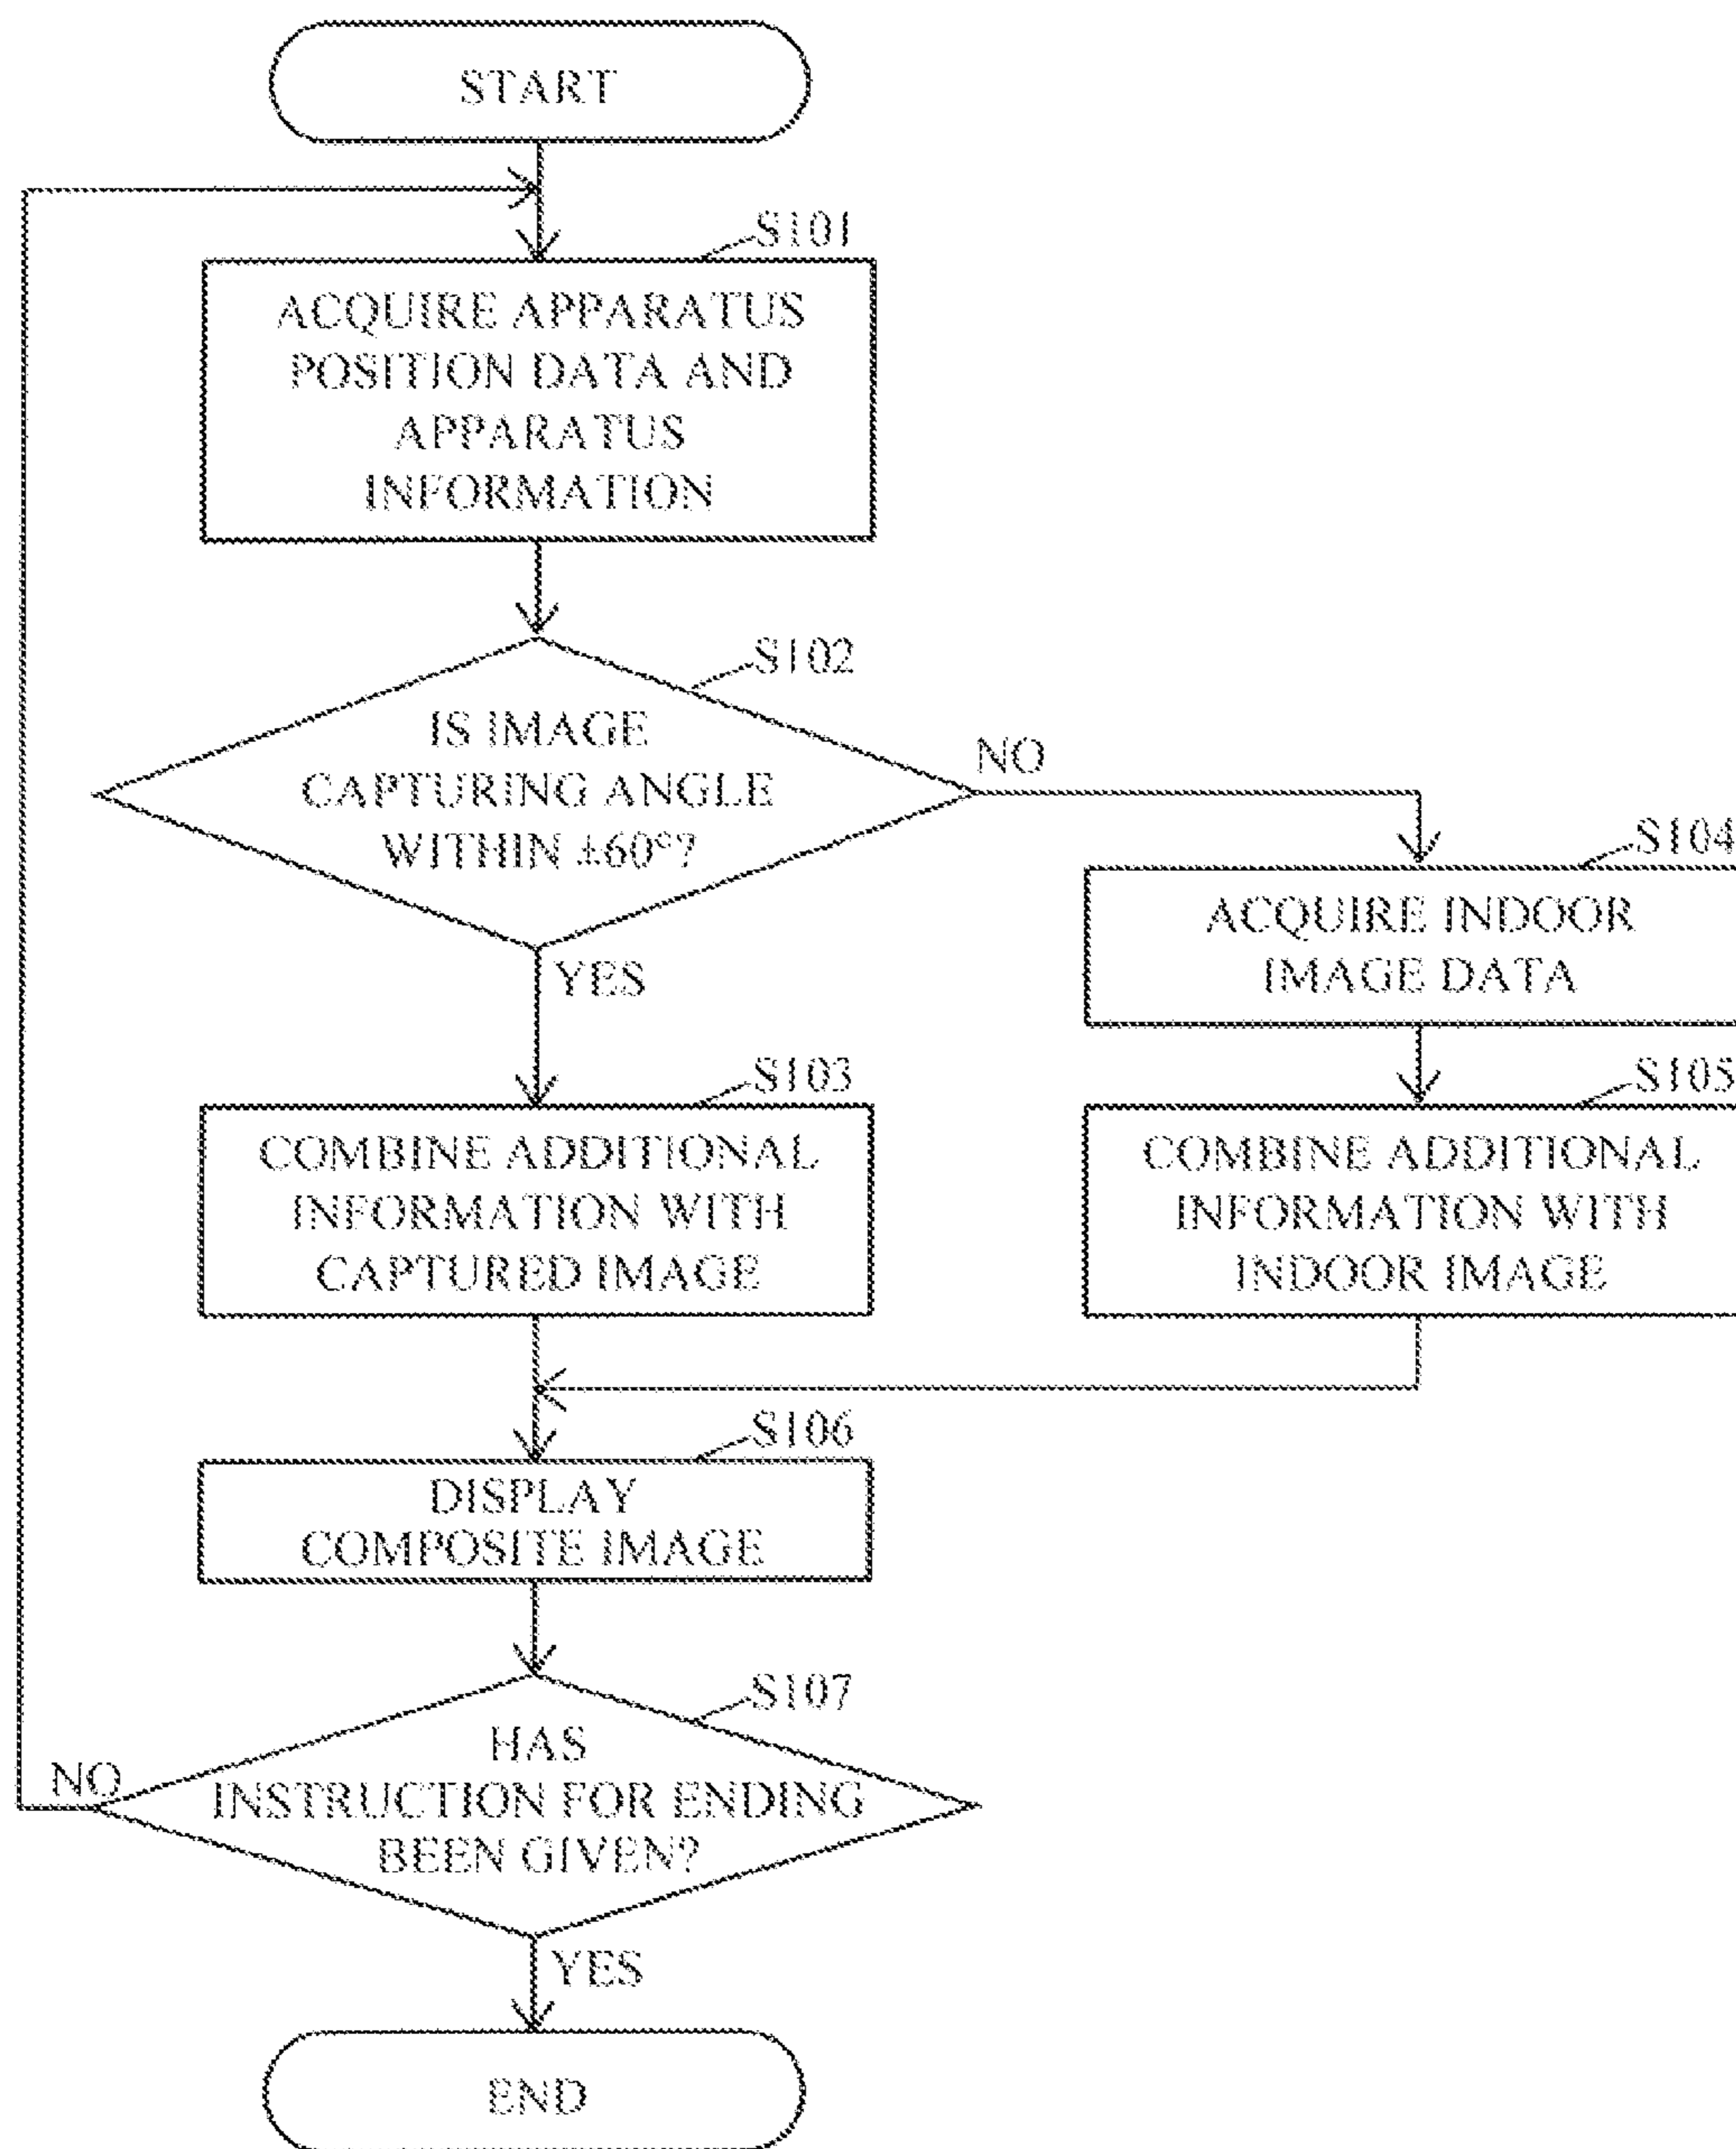 START
S101
ACQUIRE APPARATUS
POSITION DATA AND
APPARATUS
INFORMATION
S102
IS IMAGE
CAPTURING ANGLE
WITHIN ±60°?
NO
YES
S104
ACQUIRE INDOOR
IMAGE DATA
S103
COMBINE ADDITIONAL
INFORMATION WITH
CAPTURED IMAGE
S105
COMBINE ADDITIONAL
INFORMATION WITH
INDOOR IMAGE
S106
DISPLAY
COMPOSITE IMAGE
S107
HAS
INSTRUCTION FOR ENDING
BEEN GIVEN?
NO
YES
END